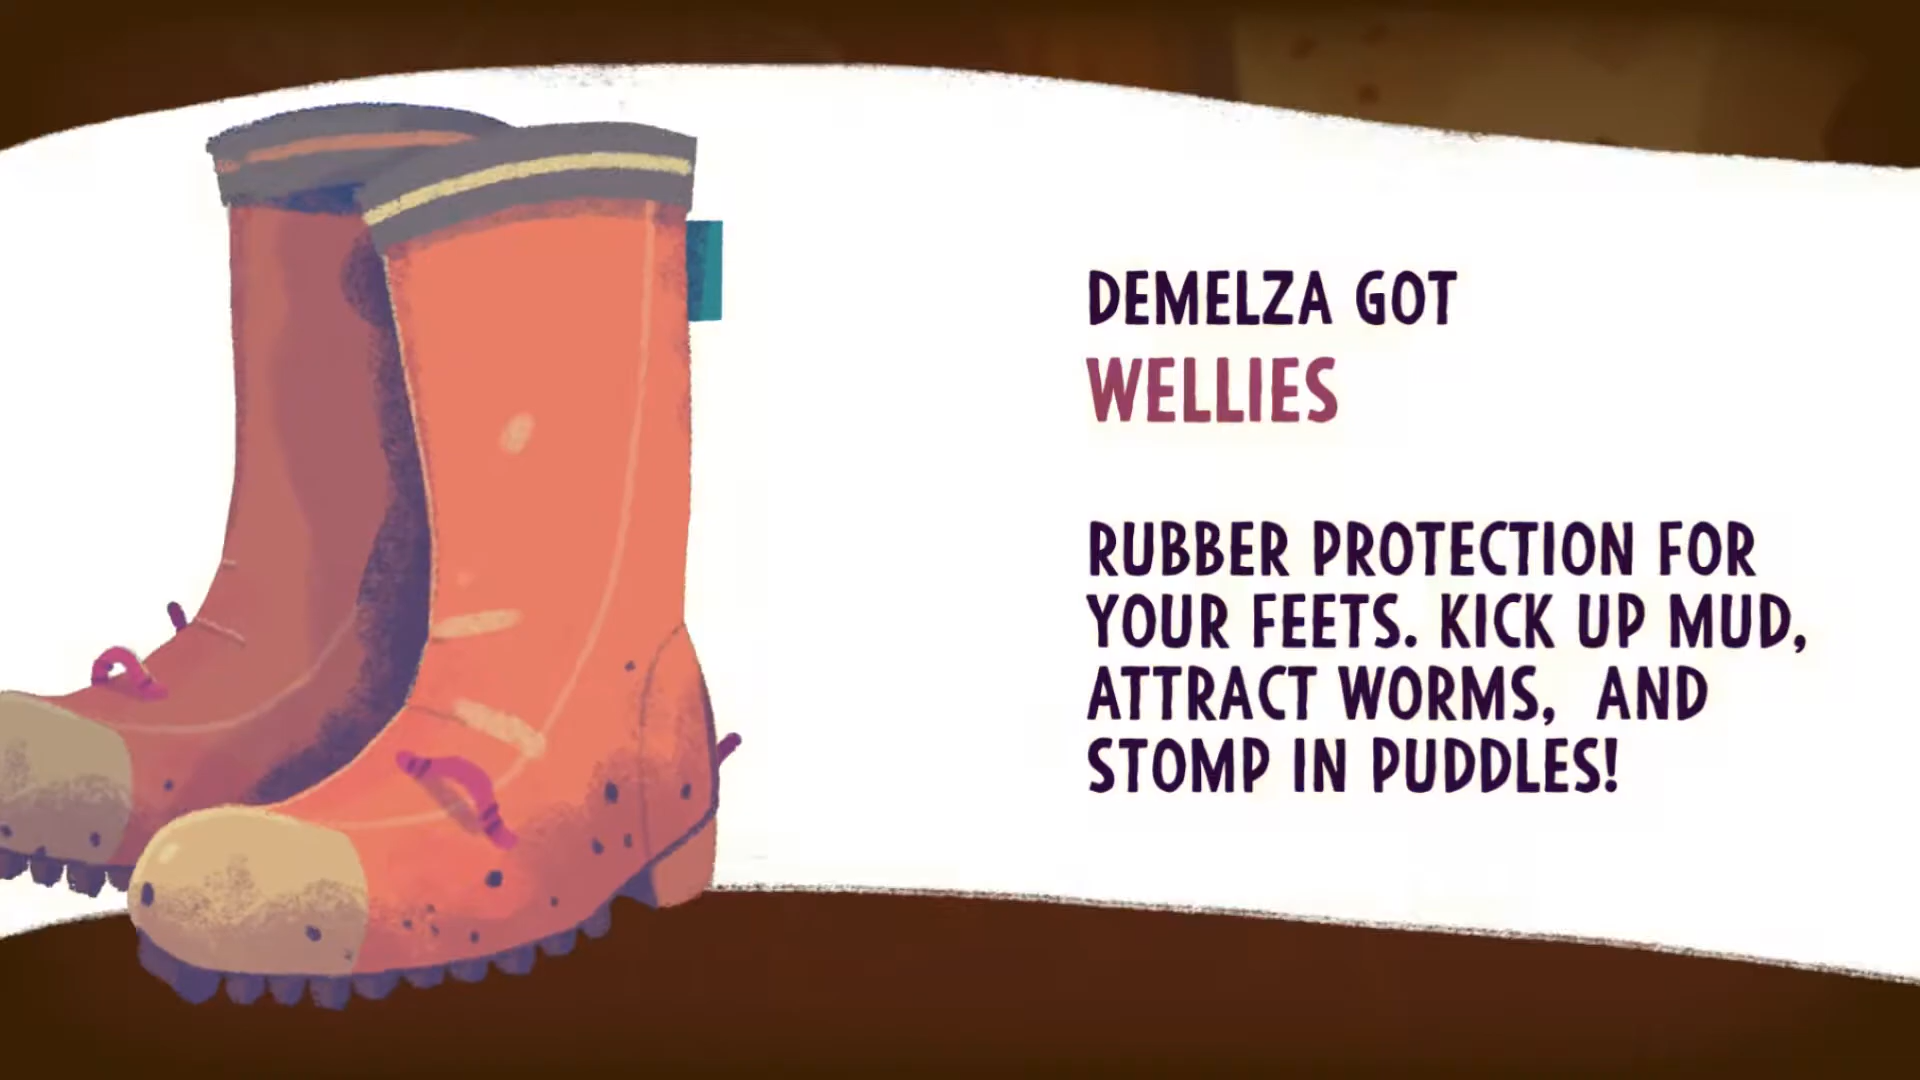 DEMELZA GOT
WELLIES
RUBBER PROTECTION FOR
YOUR FEETS. KICK UP MUD,
ATTRACT WORMS,  AND
STOMP IN PUDDLES!